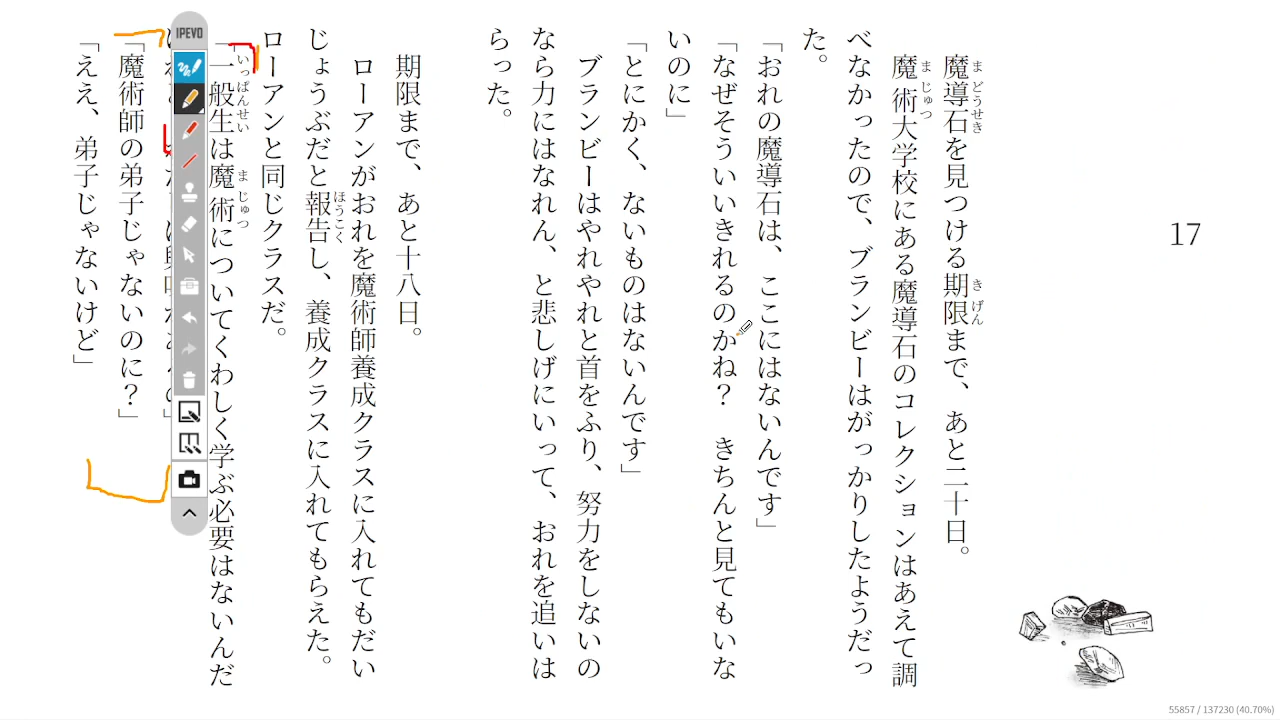 17
魔導石を見つける期限まで、あと二十日。
魔術大学校にある魔導石のコレクションはあえて調
べなかったので、ブランビーはがっかりしたようだっ
た。
「おれの魔導石は、ここにはないんです」
「なぜそういいきれるのかね？　きちんと見てもいな
いのに」
「とにかく、ないものはないんです」
ブランビーはやれやれと首をふり、努力をしないの
なら力にはなれん、と悲しげにいって、おれを追いは
らった。
期限まで、あと十八日。
ローアンがおれを魔術師養成クラスに入れてもだい
じょうぶだと報告し、養成クラスに入れてもらえた。
ローアンと同じクラスだ。
「一般生は魔術についてくわしく学ぶ必要はないんだ
「魔術師の弟子じゃないのに？」
「ええ、弟子じゃないけど」
IPEVO
55857 / 137230 (40.70%)